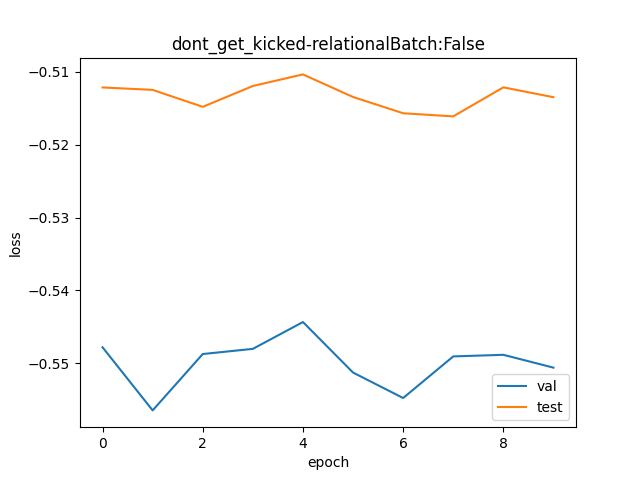 dont_get_kicked-relationalBatch:False
−0.51
−0.52
−0.53
−0.54
−0.55
loss
0
2
4
6
8
epoch
val
test